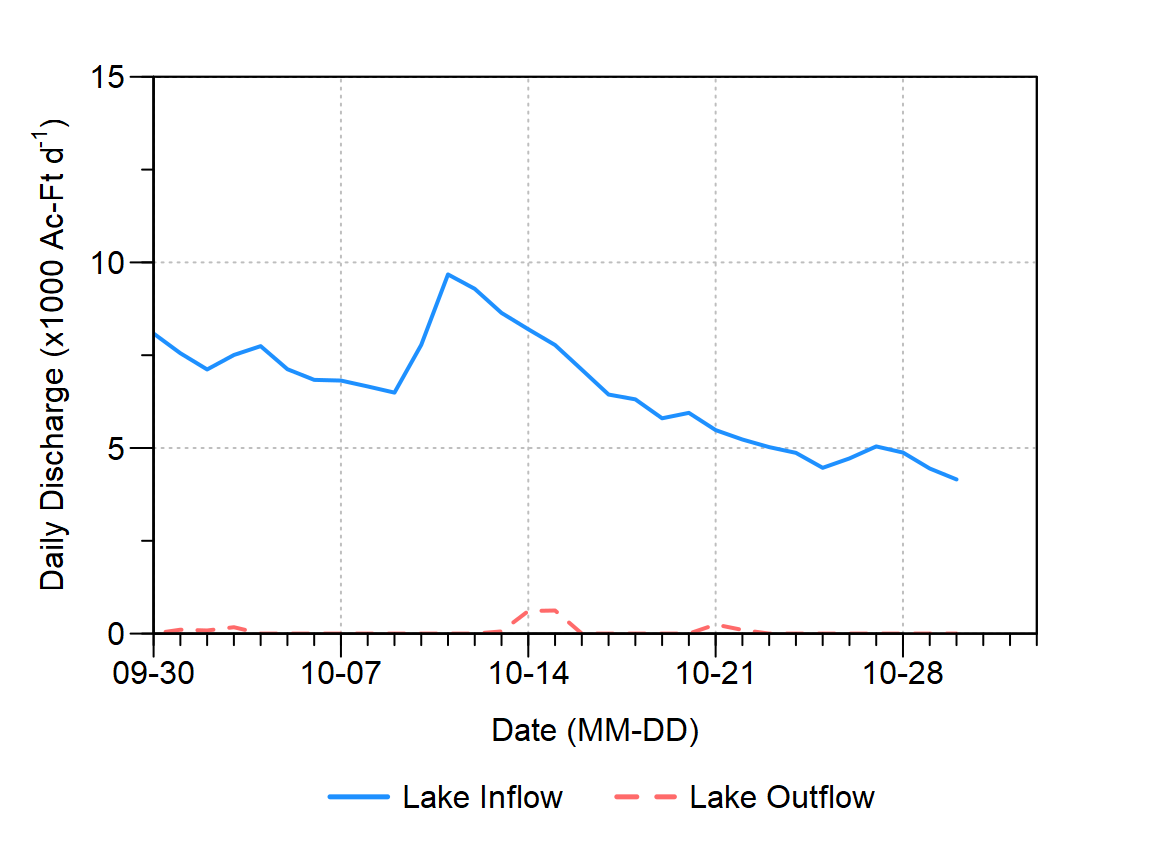 Daily Discharge (x1000 Ac-Ft d⁻¹)
15
10
5
0
09-30 10-07 10-14 10-21 10-28
Date (MM-DD)
Lake Inflow Lake Outflow